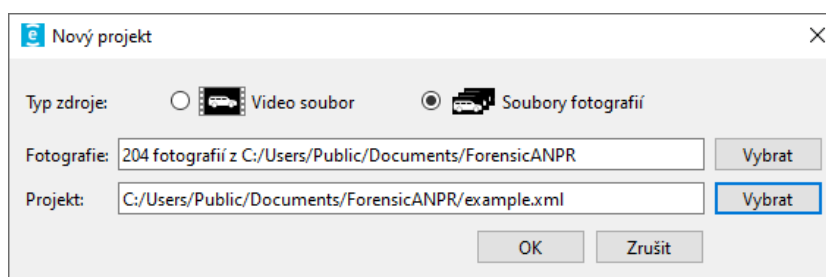 Nový projekt
Typ zdroje: Video soubor Soubory fotografií
Fotografie: 204 fotografií z C:/Users/Public/Documents/ForensicANPR Vybrat
Projekt: C:/Users/Public/Documents/ForensicANPR/example.xml Vybrat
OK Zrušit